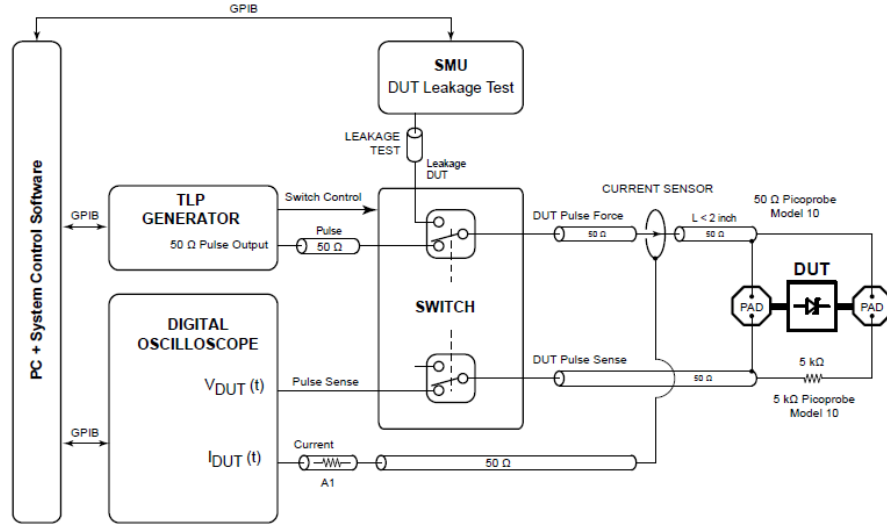 GPIB
PC + System Control Software
SMU
DUT Leakage Test
LEAKAGE
TEST
Leakage
DUT
TLP
GENERATOR
50 Ω Pulse Output
GPIB
Switch Control
Pulse
50 Ω
CURRENT SENSOR
DUT Pulse Force
50 Ω
L < 2 inch
50 Ω
50 Ω Picoprobe
Model 10
DUT
PAD
PAD
SWITCH
DIGITAL
OSCILLOSCOPE
VDUT (t)
Pulse Sense
DUT Pulse Sense
50 Ω
5 kΩ
5 kΩ Picoprobe
Model 10
GPIB
IDUT (t)
Current
A1
50 Ω